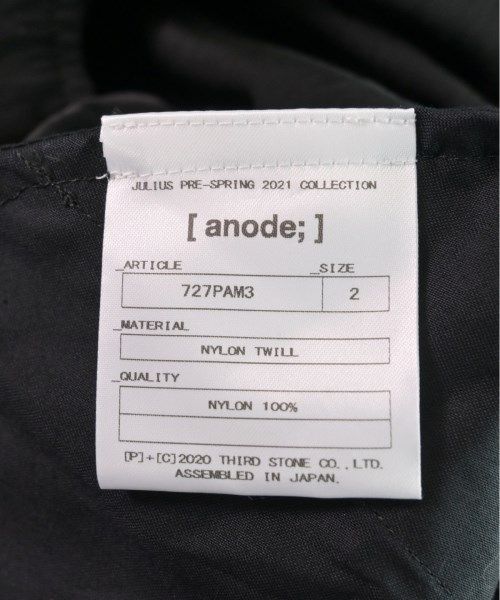 JULIUS PRE-SPRING 2021 COLLECTION
[ anode; ]
_ARTICLE _SIZE
727PAM3 2
_MATERIAL
NYLON TWILL
_QUALITY
NYLON 100%
[P]+[C]2020 THIRD STONE CO.,LTD.
ASSEMBLED IN JAPAN.